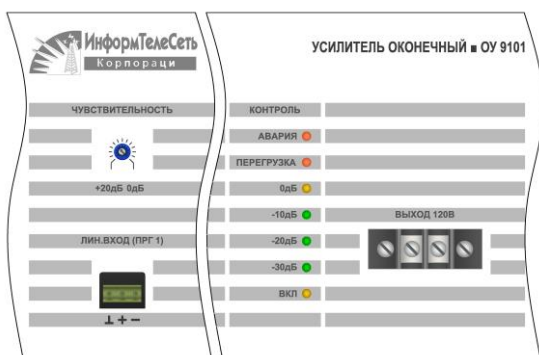 ИнформТелеСеть
Корпораци
УСИЛИТЕЛЬ ОКОНЕЧНЫЙ ■ ОУ 9101
ЧУВСТВИТЕЛЬНОСТЬ
+20дБ 0дБ
ЛИН.ВХОД (ПРГ 1)
⊥ + −
КОНТРОЛЬ
АВАРИЯ
ПЕРЕГРУЗКА
0дБ
-10дБ
-20дБ
-30дБ
ВКЛ
ВЫХОД 120В